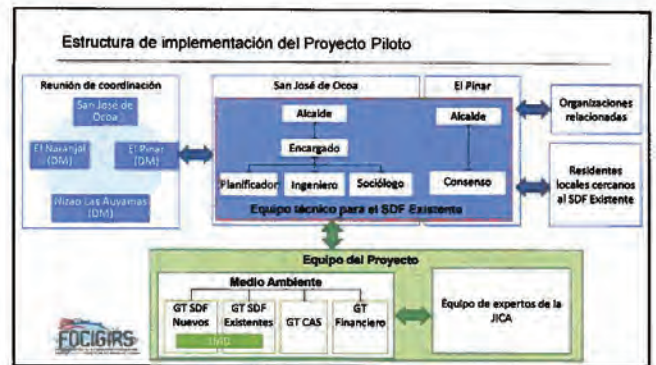 Estructura de implementación del Proyecto Piloto
Reunión de coordinación
San José de
Ocoa
El Naranjal
(DM)
El Pinar
(DM)
Nizao Las Auyamas
(DM)
San José de Ocoa
El Pinar
Alcalde
Alcalde
Encargado
Planificador
Ingeniero
Sociólogo
Consenso
Equipo técnico para el SDF Existente
Organizaciones
relacionadas
Residentes
locales cercanos
al SDF Existente
Equipo del Proyecto
Medio Ambiente
GT SDF
Nuevos
GT SDF
Existentes
GT CAS
GT
Financiero
Equipo de expertos de la
JICA
FOCIGIRS